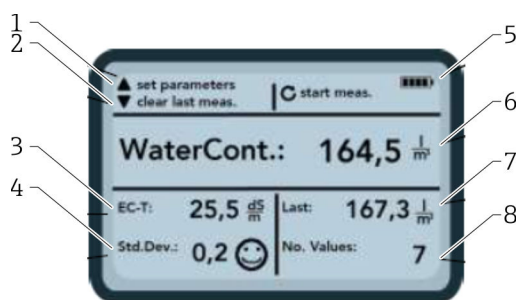 1
2
3
4
5
6
7
8
▲ set parameters
▼ clear last meas.
start meas.
WaterCont.: 164,5 l/m³
EC-T: 25,5 dS/m
Last: 167,3 l/m³
Std.Dev.: 0,2
No. Values: 7